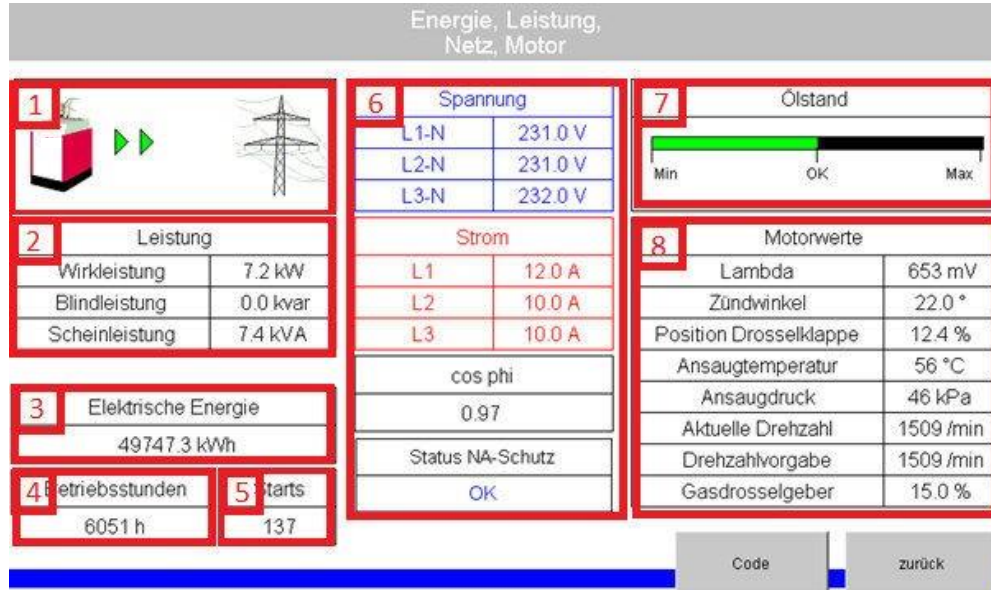 Energie, Leistung,
Netz, Motor
1
2
Leistung
Wirkleistung 7.2 kW
Blindleistung 0.0 kvar
Scheinleistung 7.4 kVA
3
Elektrische Energie
49747.3 kWh
4 Betriebsstunden
6051 h
5 Starts
137
6
Spannung
L1-N 231.0 V
L2-N 231.0 V
L3-N 232.0 V
Strom
L1 12.0 A
L2 10.0 A
L3 10.0 A
cos phi
0.97
Status NA-Schutz
OK
7
Ölstand
Min OK Max
8
Motorwerte
Lambda 653 mV
Zündwinkel 22.0 °
Position Drosselklappe 12.4 %
Ansaugtemperatur 56 °C
Ansaugdruck 46 kPa
Aktuelle Drehzahl 1509 /min
Drehzahlvorgabe 1509 /min
Gasdrosselgeber 15.0 %
Code
zurück